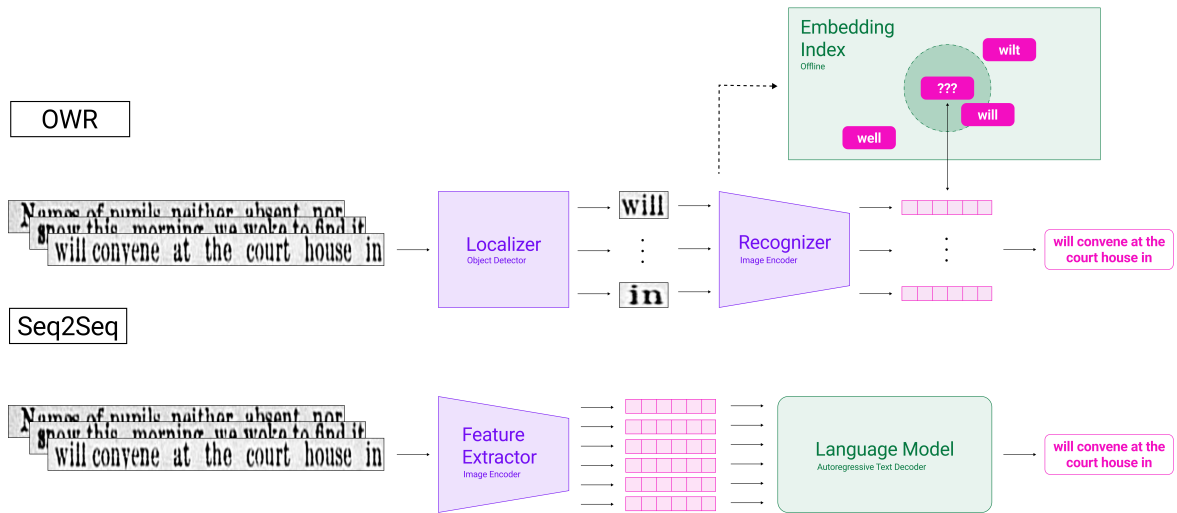 Embedding
Index
Offline
wilt
???
will
well
OWR
Names of pupils neither absent nor
snow this morning we woke to find it
will convene at the court house in
Localizer
Object Detector
will
in
Recognizer
Image Encoder
will convene at the
court house in
Seq2Seq
Names of pupils neither absent nor
snow this morning we woke to find it
will convene at the court house in
Feature
Extractor
Image Encoder
Language Model
Autoregressive Text Decoder
will convene at the
court house in